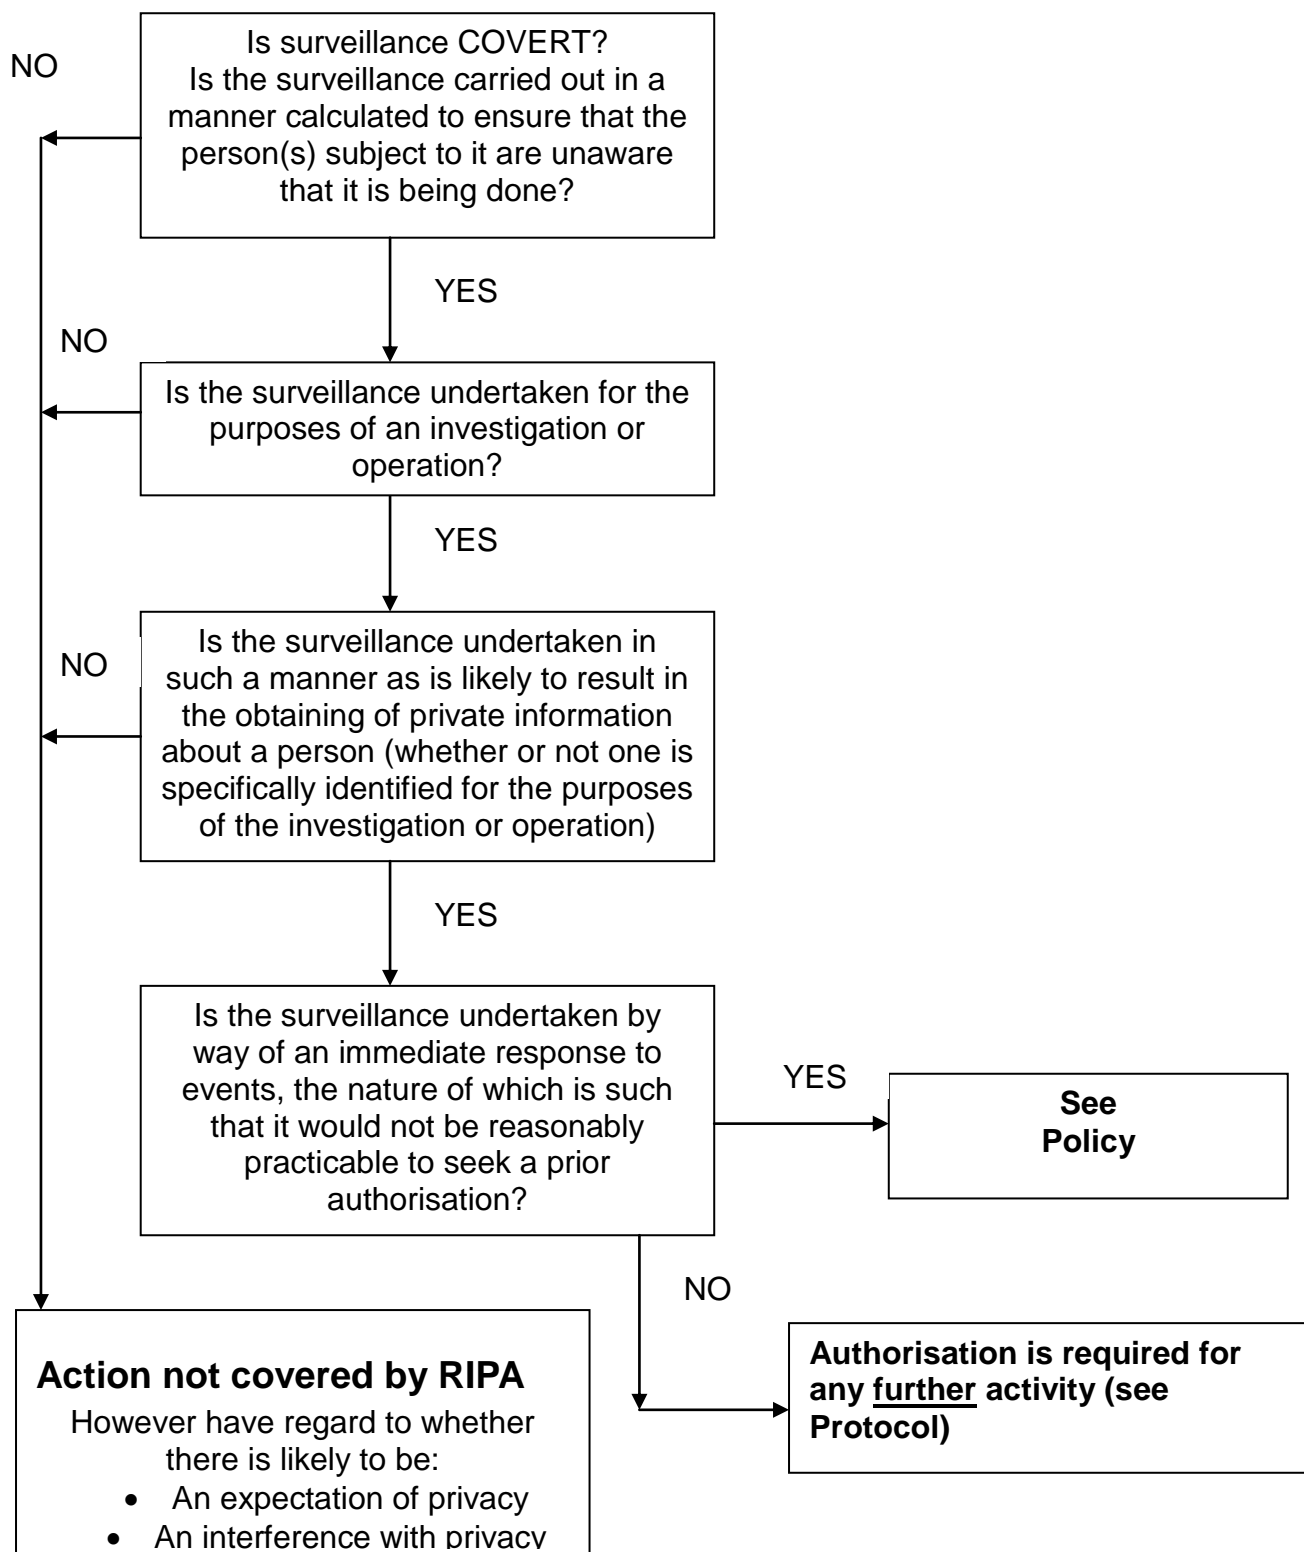 Is surveillance COVERT?
Is the surveillance carried out in a
manner calculated to ensure that the
person(s) subject to it are unaware
that it is being done?
NO
YES
NO
Is the surveillance undertaken for the
purposes of an investigation or
operation?
YES
NO
Is the surveillance undertaken in
such a manner as is likely to result in
the obtaining of private information
about a person (whether or not one is
specifically identified for the purposes
of the investigation or operation)
YES
Is the surveillance undertaken by
way of an immediate response to
events, the nature of which is such
that it would not be reasonably
practicable to seek a prior
authorisation?
YES
See
Policy
NO
Authorisation is required for
any further activity (see
Protocol)
Action not covered by RIPA
However have regard to whether
there is likely to be:
• An expectation of privacy
• An interference with privacy